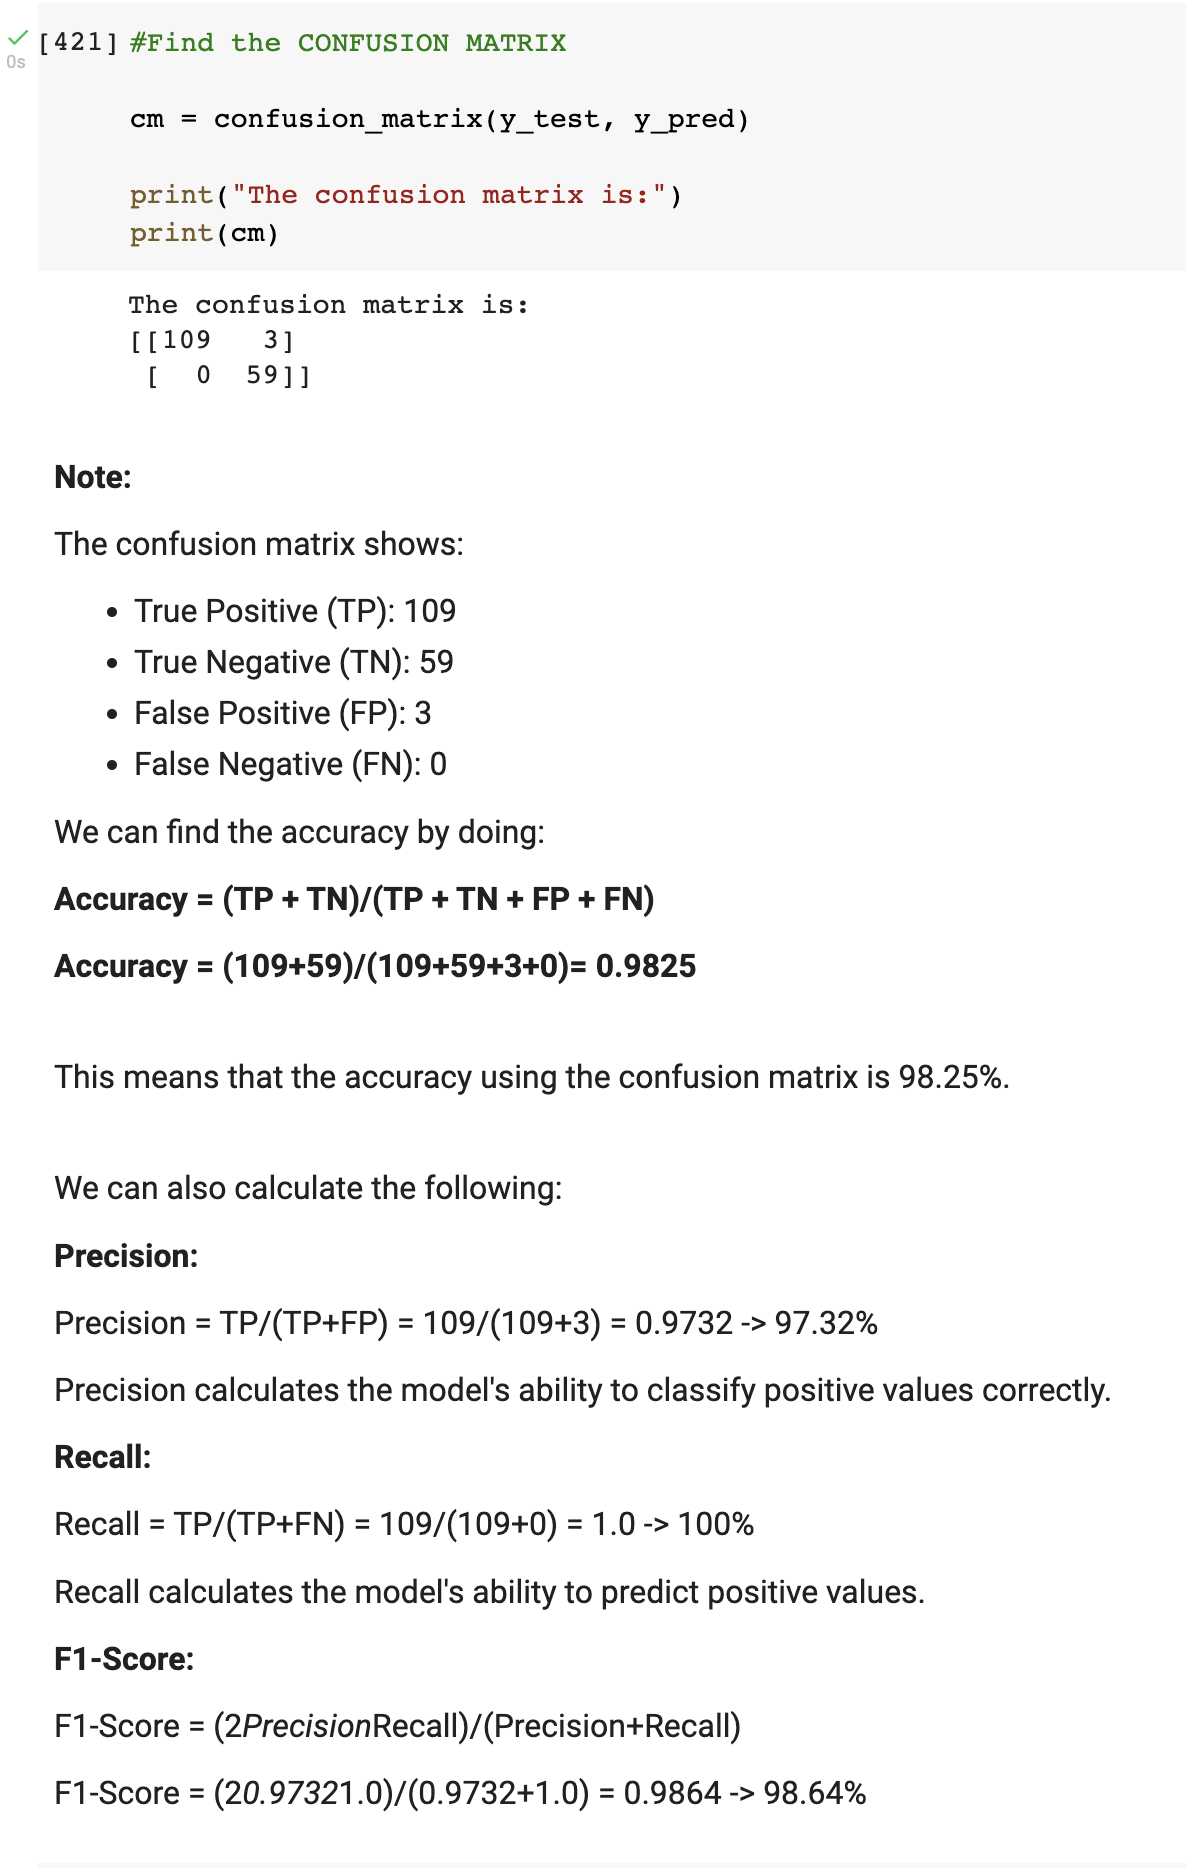 [421] #Find the CONFUSION MATRIX
0s
cm = confusion_matrix(y_test, y_pred)
print("The confusion matrix is:")
print(cm)
The confusion matrix is:
[[109   3]
 [  0  59]]
Note:
The confusion matrix shows:
• True Positive (TP): 109
• True Negative (TN): 59
• False Positive (FP): 3
• False Negative (FN): 0
We can find the accuracy by doing:
Accuracy = (TP + TN)/(TP + TN + FP + FN)
Accuracy = (109+59)/(109+59+3+0)= 0.9825
This means that the accuracy using the confusion matrix is 98.25%.
We can also calculate the following:
Precision:
Precision = TP/(TP+FP) = 109/(109+3) = 0.9732 -> 97.32%
Precision calculates the model's ability to classify positive values correctly.
Recall:
Recall = TP/(TP+FN) = 109/(109+0) = 1.0 -> 100%
Recall calculates the model's ability to predict positive values.
F1-Score:
F1-Score = (2PrecisionRecall)/(Precision+Recall)
F1-Score = (20.97321.0)/(0.9732+1.0) = 0.9864 -> 98.64%